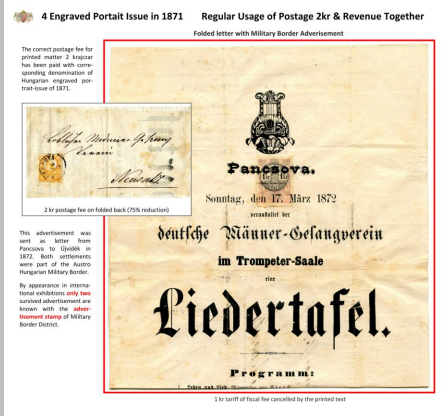 4 Engraved Portait Issue in 1871 Regular Usage of Postage 2kr & Revenue Together
Folded letter with Military Border Adverisement
The correct postage fee for
printed matter 2 krajczar
has been paid with corre-
sponding denomination of
Hungarian engraved por-
trait-issue of 1871.
2 kr postage fee on folded back (75% reduction)
This advertisement was
sent as letter from
Pancsova to Újvidék in
1872. Both settlements
were part of the Austro
Hungarian Military Border.
By appearance in interna-
tional exhibitions only two
survived advertisement are
known with the adver-
tisement stamp of Military
Border District.
Pancsova.
Sonntag, den 17. März 1872
veranstaltet der
deutsche Männer-Gesangverein
im Trompeter-Saale
eine
Liedertafel.
Programm:
1 kr tariff of fiscal fee cancelled by the printed text